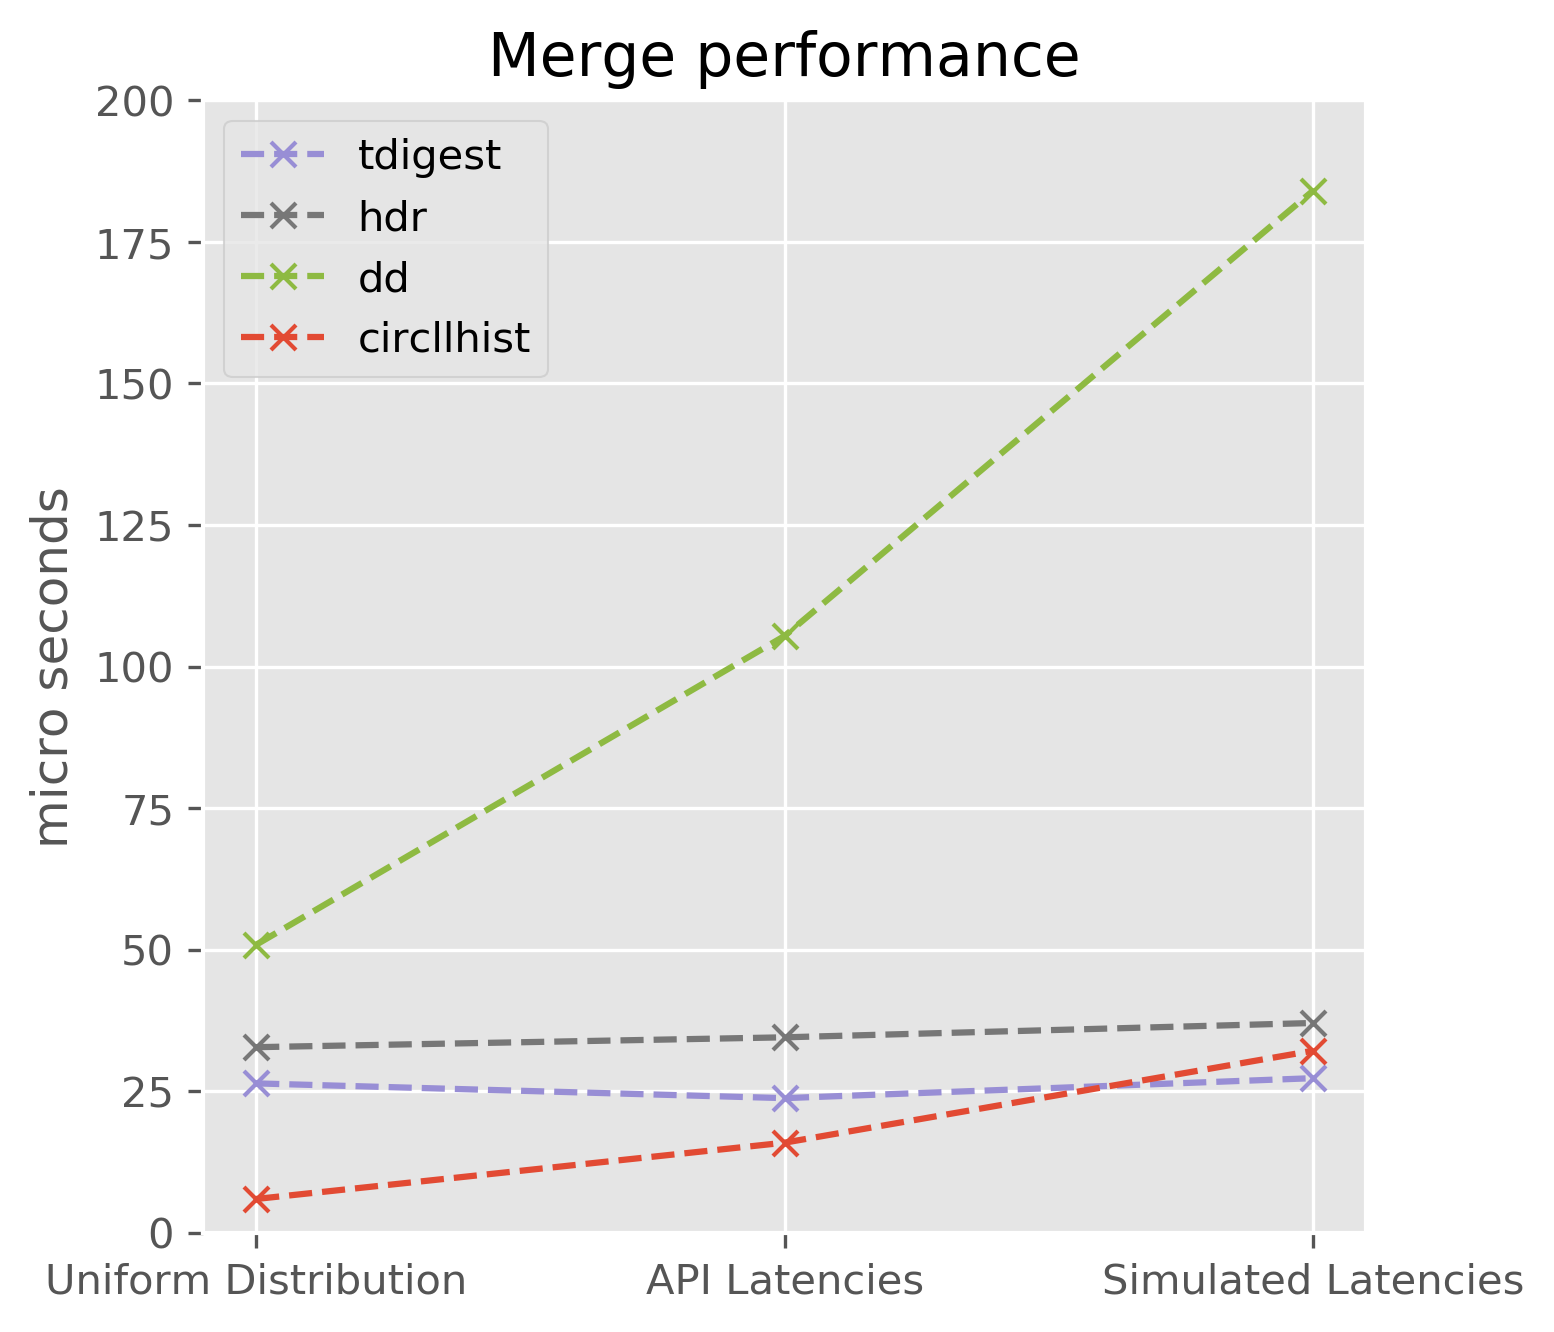 Merge performance
200
175
150
125
100
75
50
25
0
micro seconds
tdigest
hdr
dd
circllhist
Uniform Distribution
API Latencies
Simulated Latencies